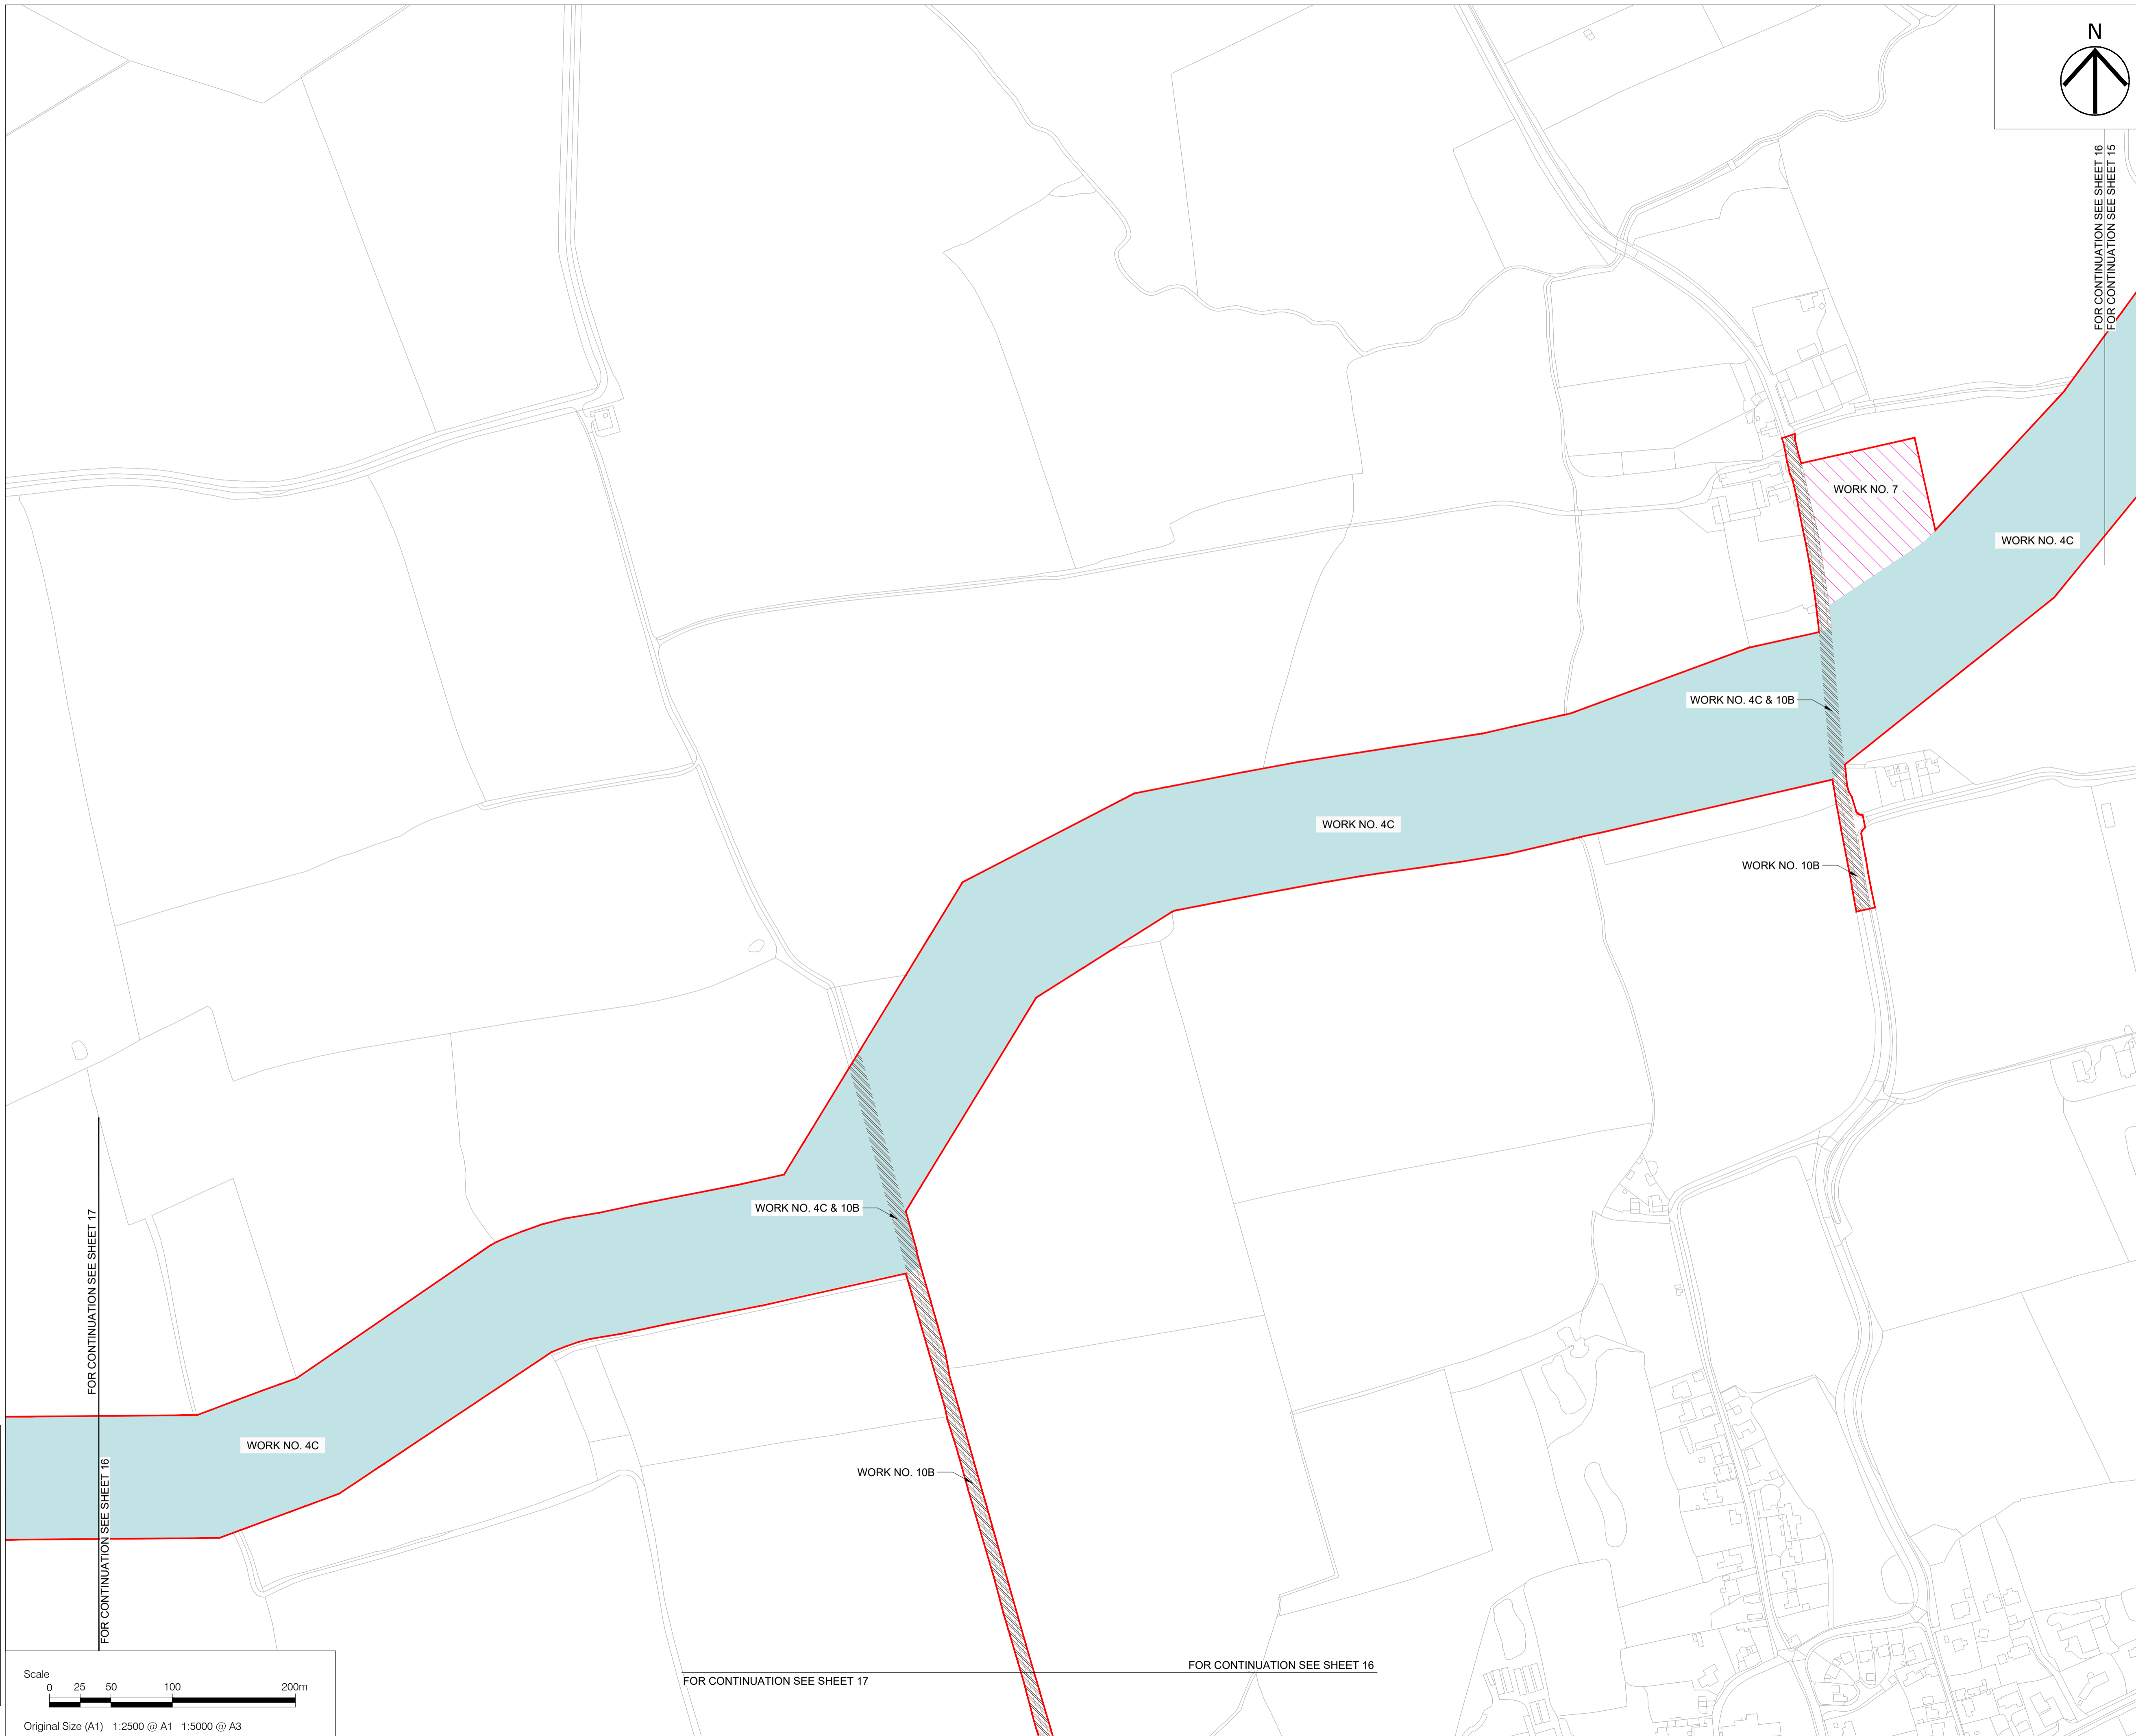 N
FOR CONTINUATION SEE SHEET 16
FOR CONTINUATION SEE SHEET 15
WORK NO. 7
WORK NO. 4C
WORK NO. 4C & 10B
WORK NO. 4C
WORK NO. 10B
WORK NO. 4C & 10B
FOR CONTINUATION SEE SHEET 17
FOR CONTINUATION SEE SHEET 16
WORK NO. 4C
WORK NO. 10B
FOR CONTINUATION SEE SHEET 16
FOR CONTINUATION SEE SHEET 17
Scale
0 25 50 100 200m
Original Size (A1) 1:2500 @ A1 1:5000 @ A3